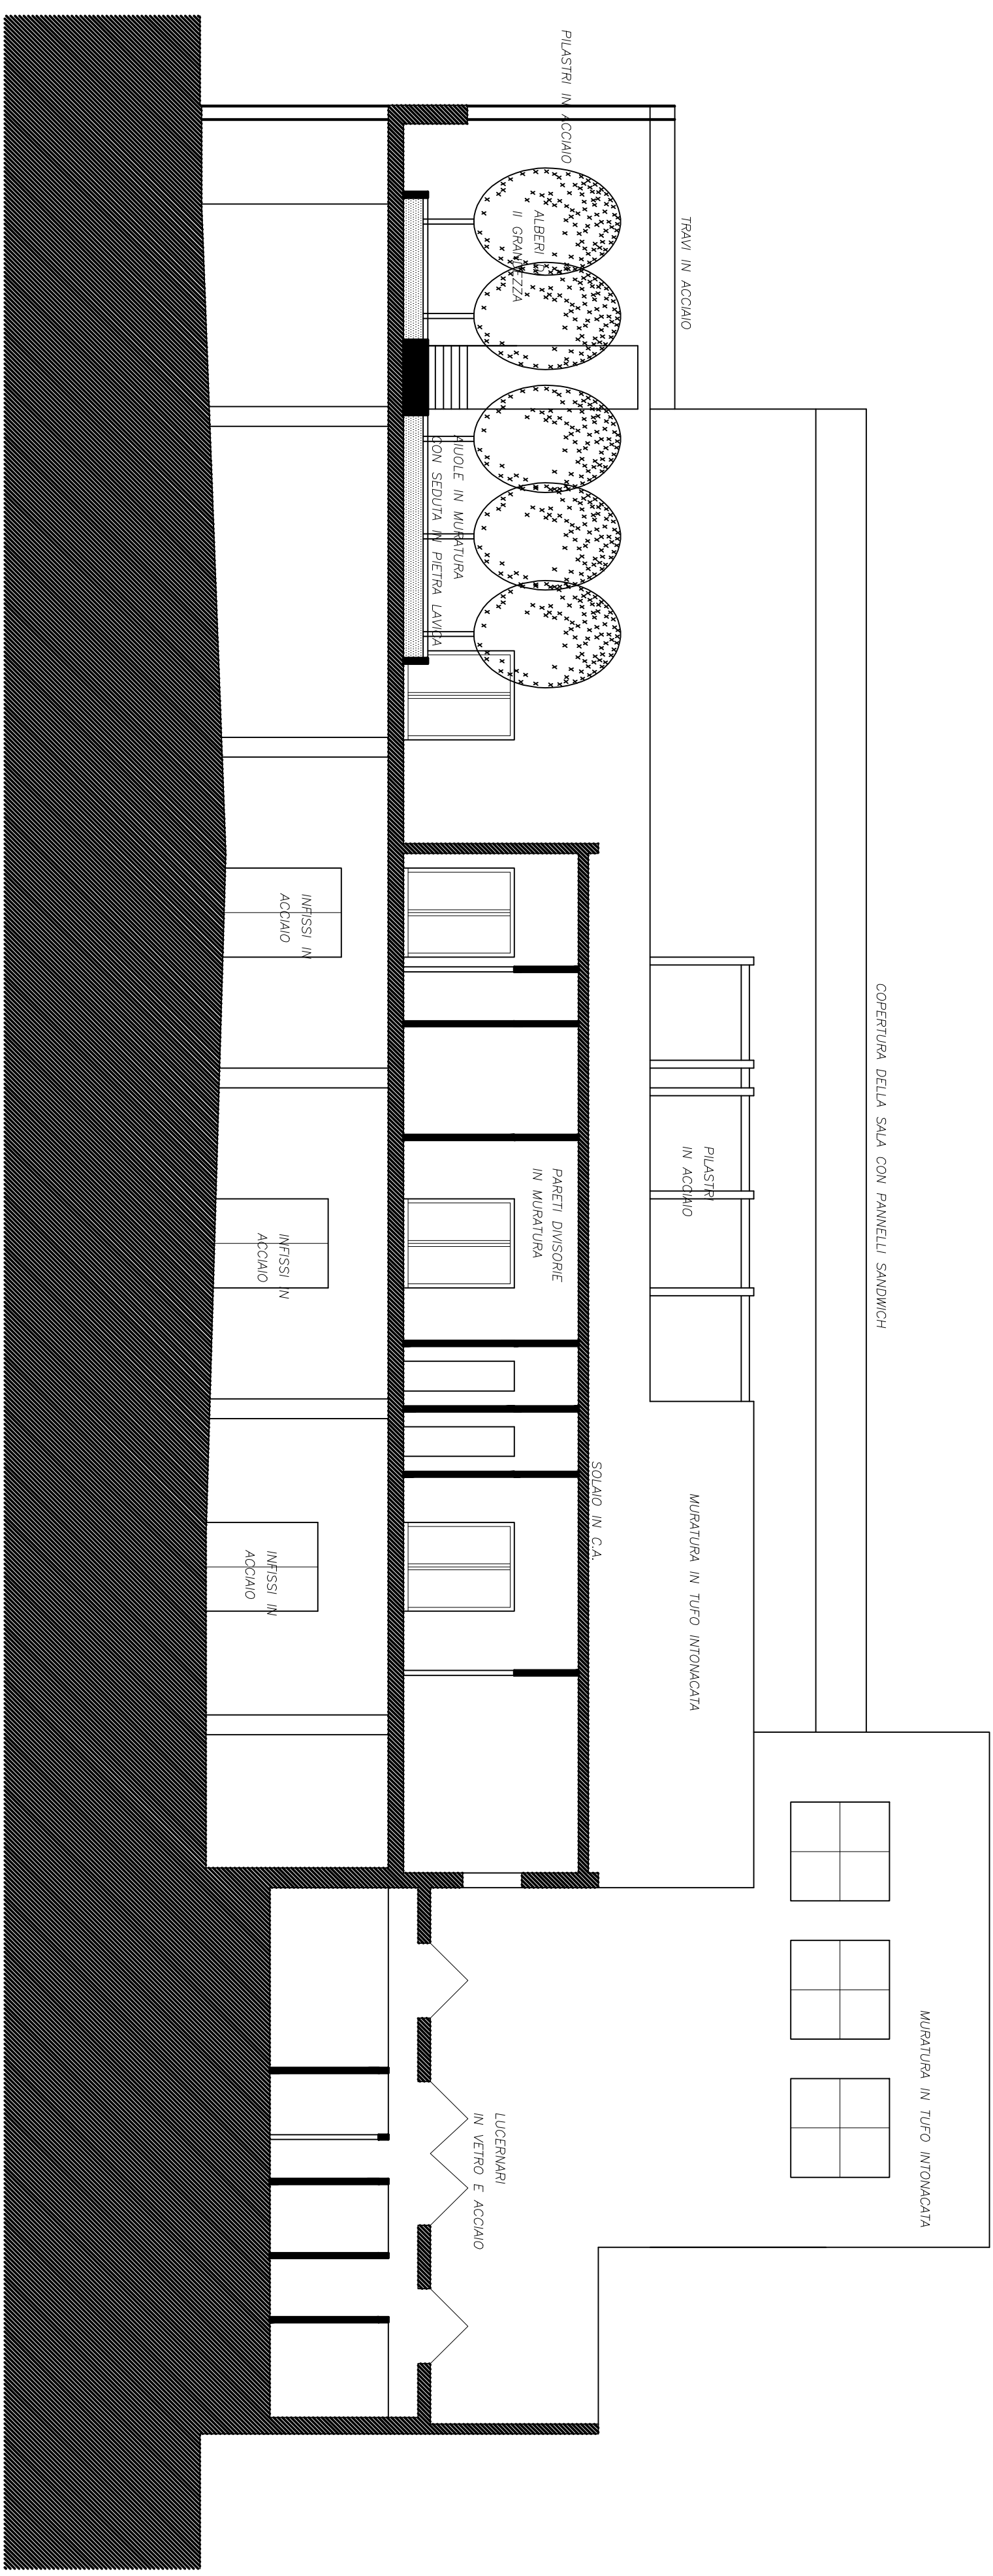 PILASTRI IN ACCIAIO
TRAVI IN ACCIAIO
ALBERI DI
II GRANDEZZA
AIUOLE IN MURATURA
CON SEDUTA IN PIETRA LAVICA
COPERTURA DELLA SALA CON PANNELLI SANDWICH
PILASTRI
IN ACCIAIO
PARETI DIVISORIE
IN MURATURA
SOLAIO IN C.A.
MURATURA IN TUFO INTONACATA
INFISSI IN
ACCIAIO
INFISSI IN
ACCIAIO
INFISSI IN
ACCIAIO
MURATURA IN TUFO INTONACATA
LUCERNARI
IN VETRO E ACCIAIO